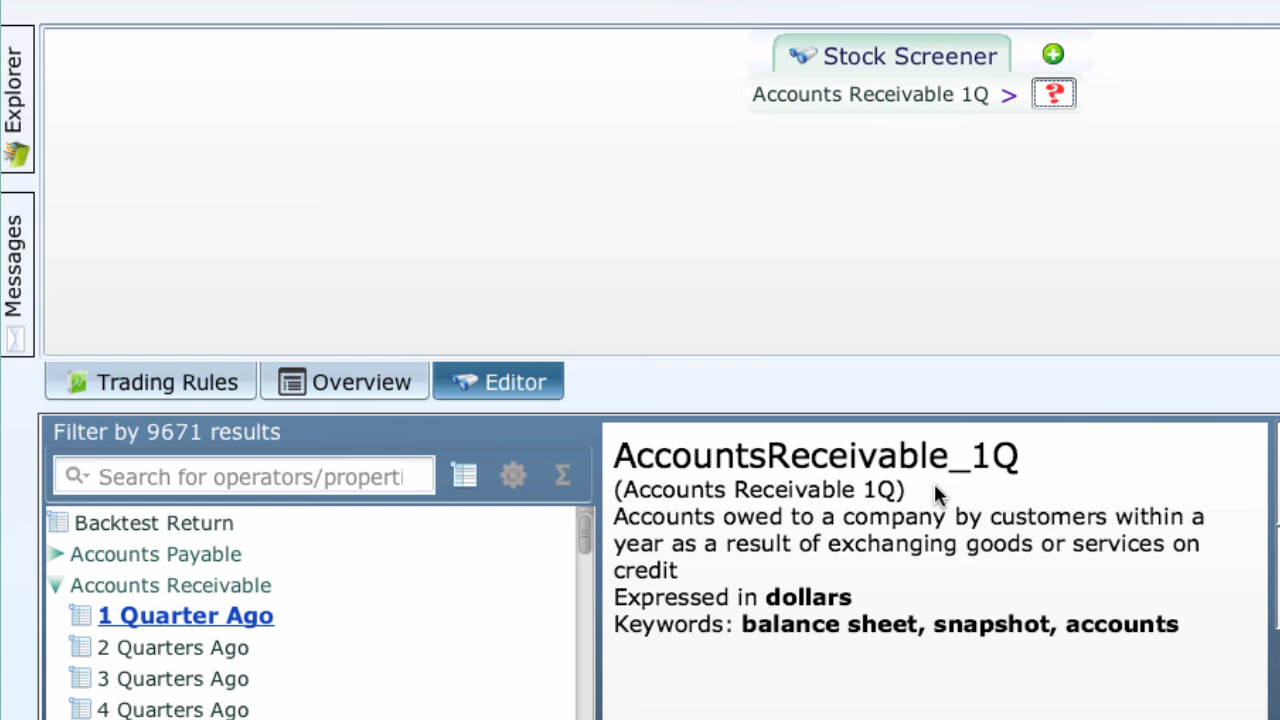 Explorer
Messages
Stock Screener
Accounts Receivable 1Q > ?
Trading Rules
Overview
Editor
Filter by 9671 results
Search for operators/properti
Σ
Backtest Return
Accounts Payable
Accounts Receivable
1 Quarter Ago
2 Quarters Ago
3 Quarters Ago
4 Quarters Ago
AccountsReceivable_1Q
(Accounts Receivable 1Q)
Accounts owed to a company by customers within a
year as a result of exchanging goods or services on
credit
Expressed in dollars
Keywords: balance sheet, snapshot, accounts